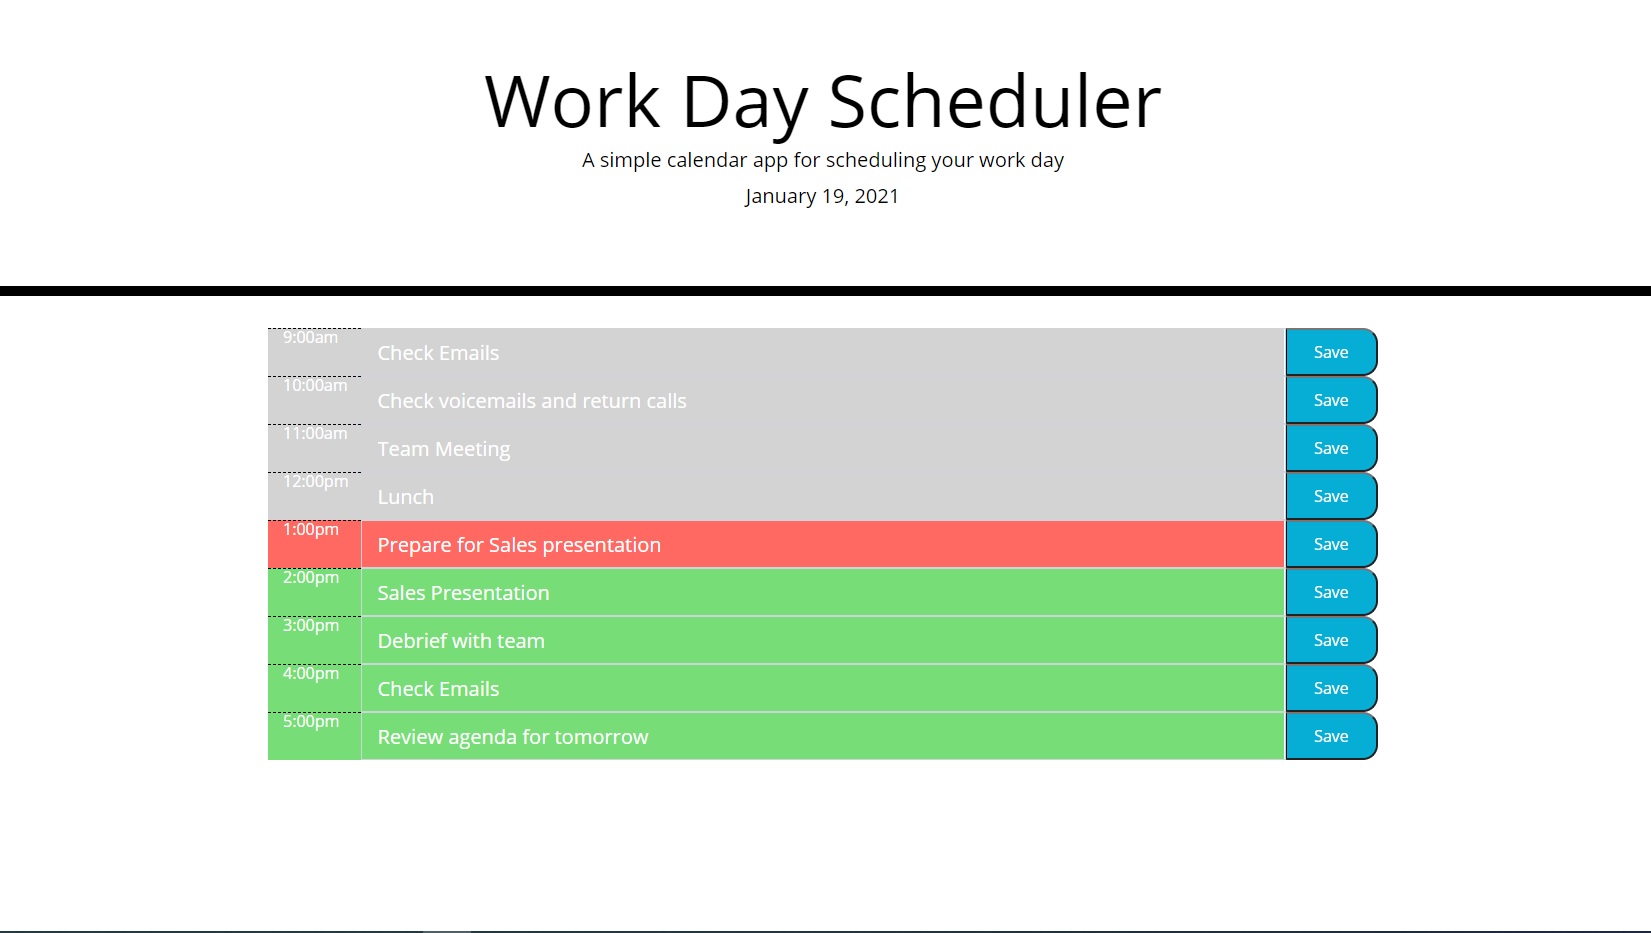 Work Day Scheduler
A simple calendar app for scheduling your work day
January 19, 2021
9:00am Check Emails Save
10:00am Check voicemails and return calls Save
11:00am Team Meeting Save
12:00pm Lunch Save
1:00pm Prepare for Sales presentation Save
2:00pm Sales Presentation Save
3:00pm Debrief with team Save
4:00pm Check Emails Save
5:00pm Review agenda for tomorrow Save